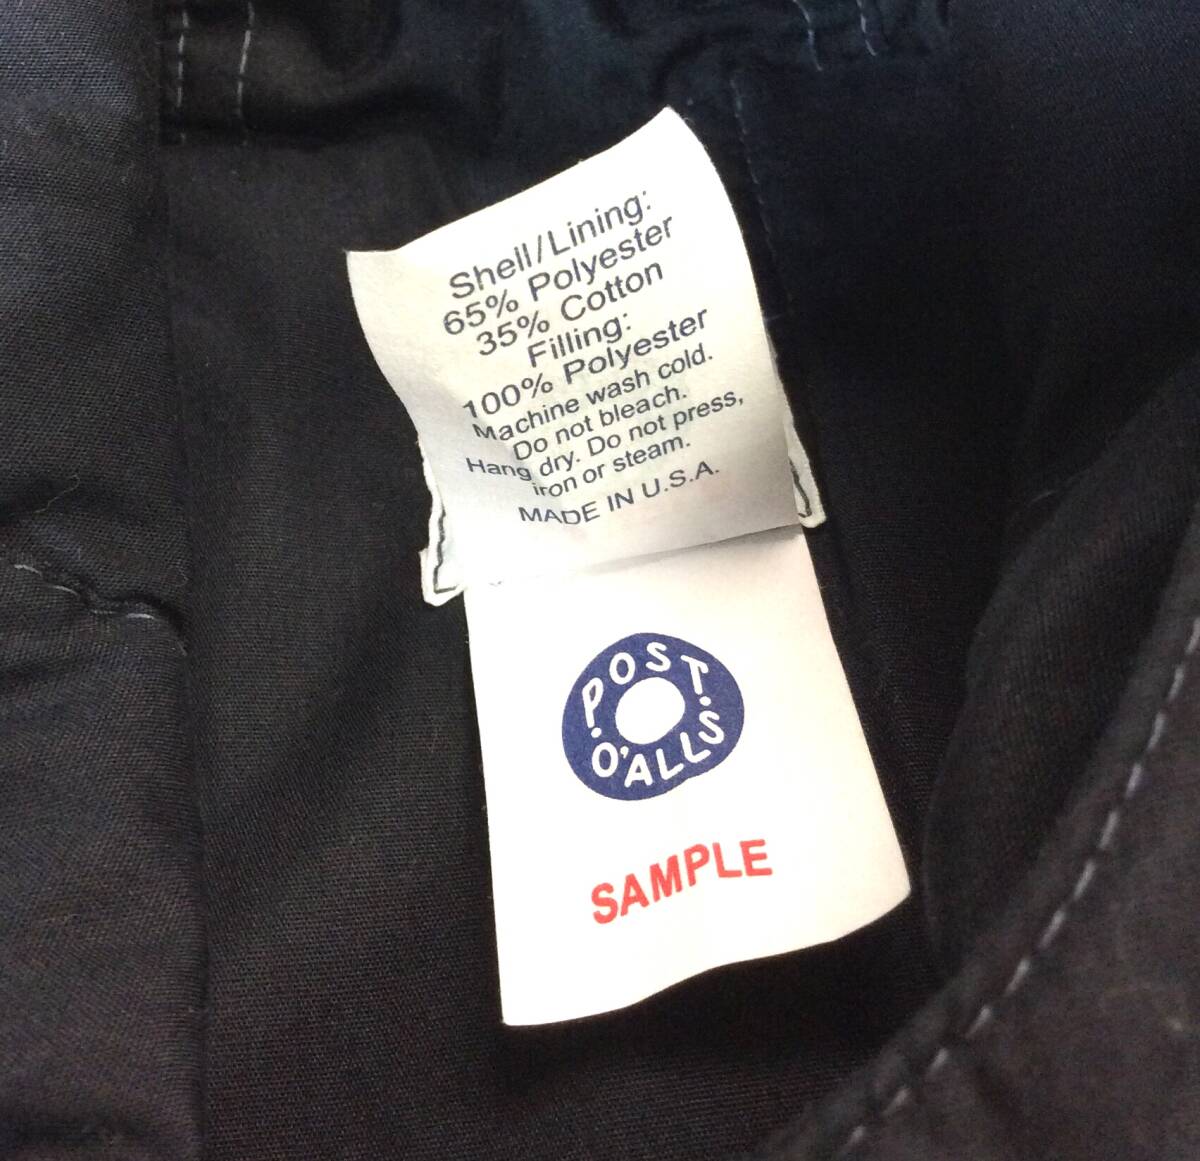 Shell/Lining:
65% Polyester
35% Cotton
Filling:
100% Polyester
Machine wash cold.
Do not bleach.
Hang dry. Do not press,
iron or steam.
MADE IN U.S.A.
POST
O'ALLS
SAMPLE